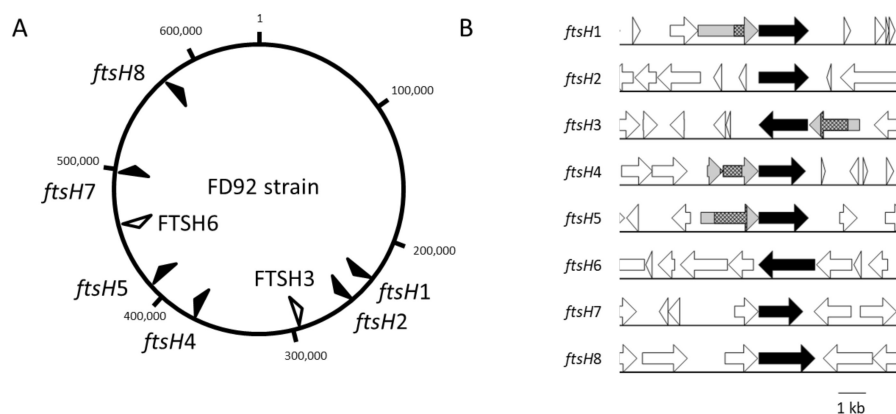 A
1
600,000
ftsH8
100,000
500,000
ftsH7
FD92 strain
FTSH6
200,000
FTSH3
ftsH5
ftsH1
400,000
ftsH2
ftsH4
300,000
B
ftsH1
ftsH2
ftsH3
ftsH4
ftsH5
ftsH6
ftsH7
ftsH8
1 kb